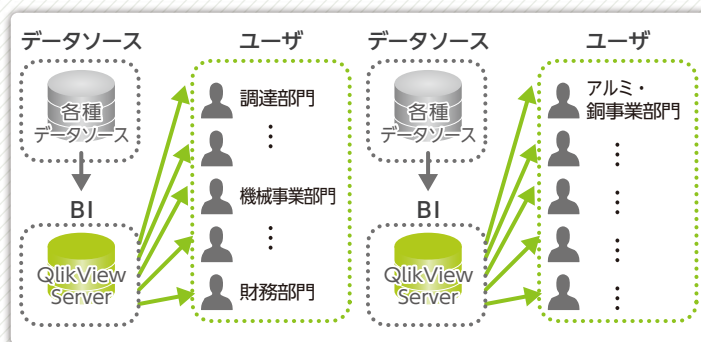 データソース
各種
データソース
BI
QlikView
Server
ユーザ
調達部門
⋮
機械事業部門
⋮
財務部門
データソース
各種
データソース
BI
QlikView
Server
ユーザ
アルミ・
銅事業部門
⋮
⋮
⋮
⋮